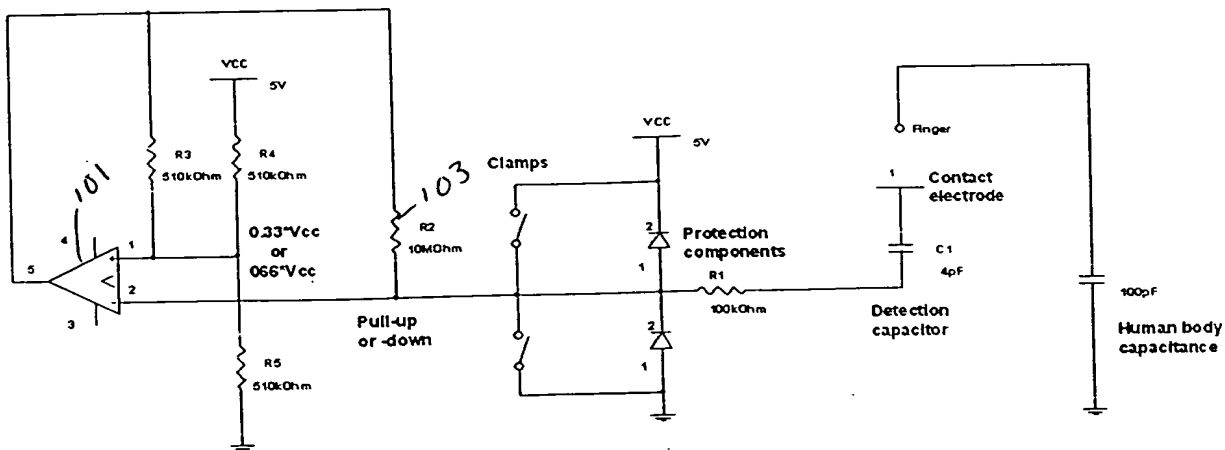 VCC
5V
R3
510kOhm
R4
510kOhm
101
4
1
5
2
3
0.33*Vcc
or
066*Vcc
R5
510kOhm
103
R2
10MOhm
Pull-up
or -down
Clamps
VCC
5V
2
1
Protection
components
R1
100kOhm
2
1
Finger
1
Contact
electrode
C1
4pF
Detection
capacitor
100pF
Human body
capacitance